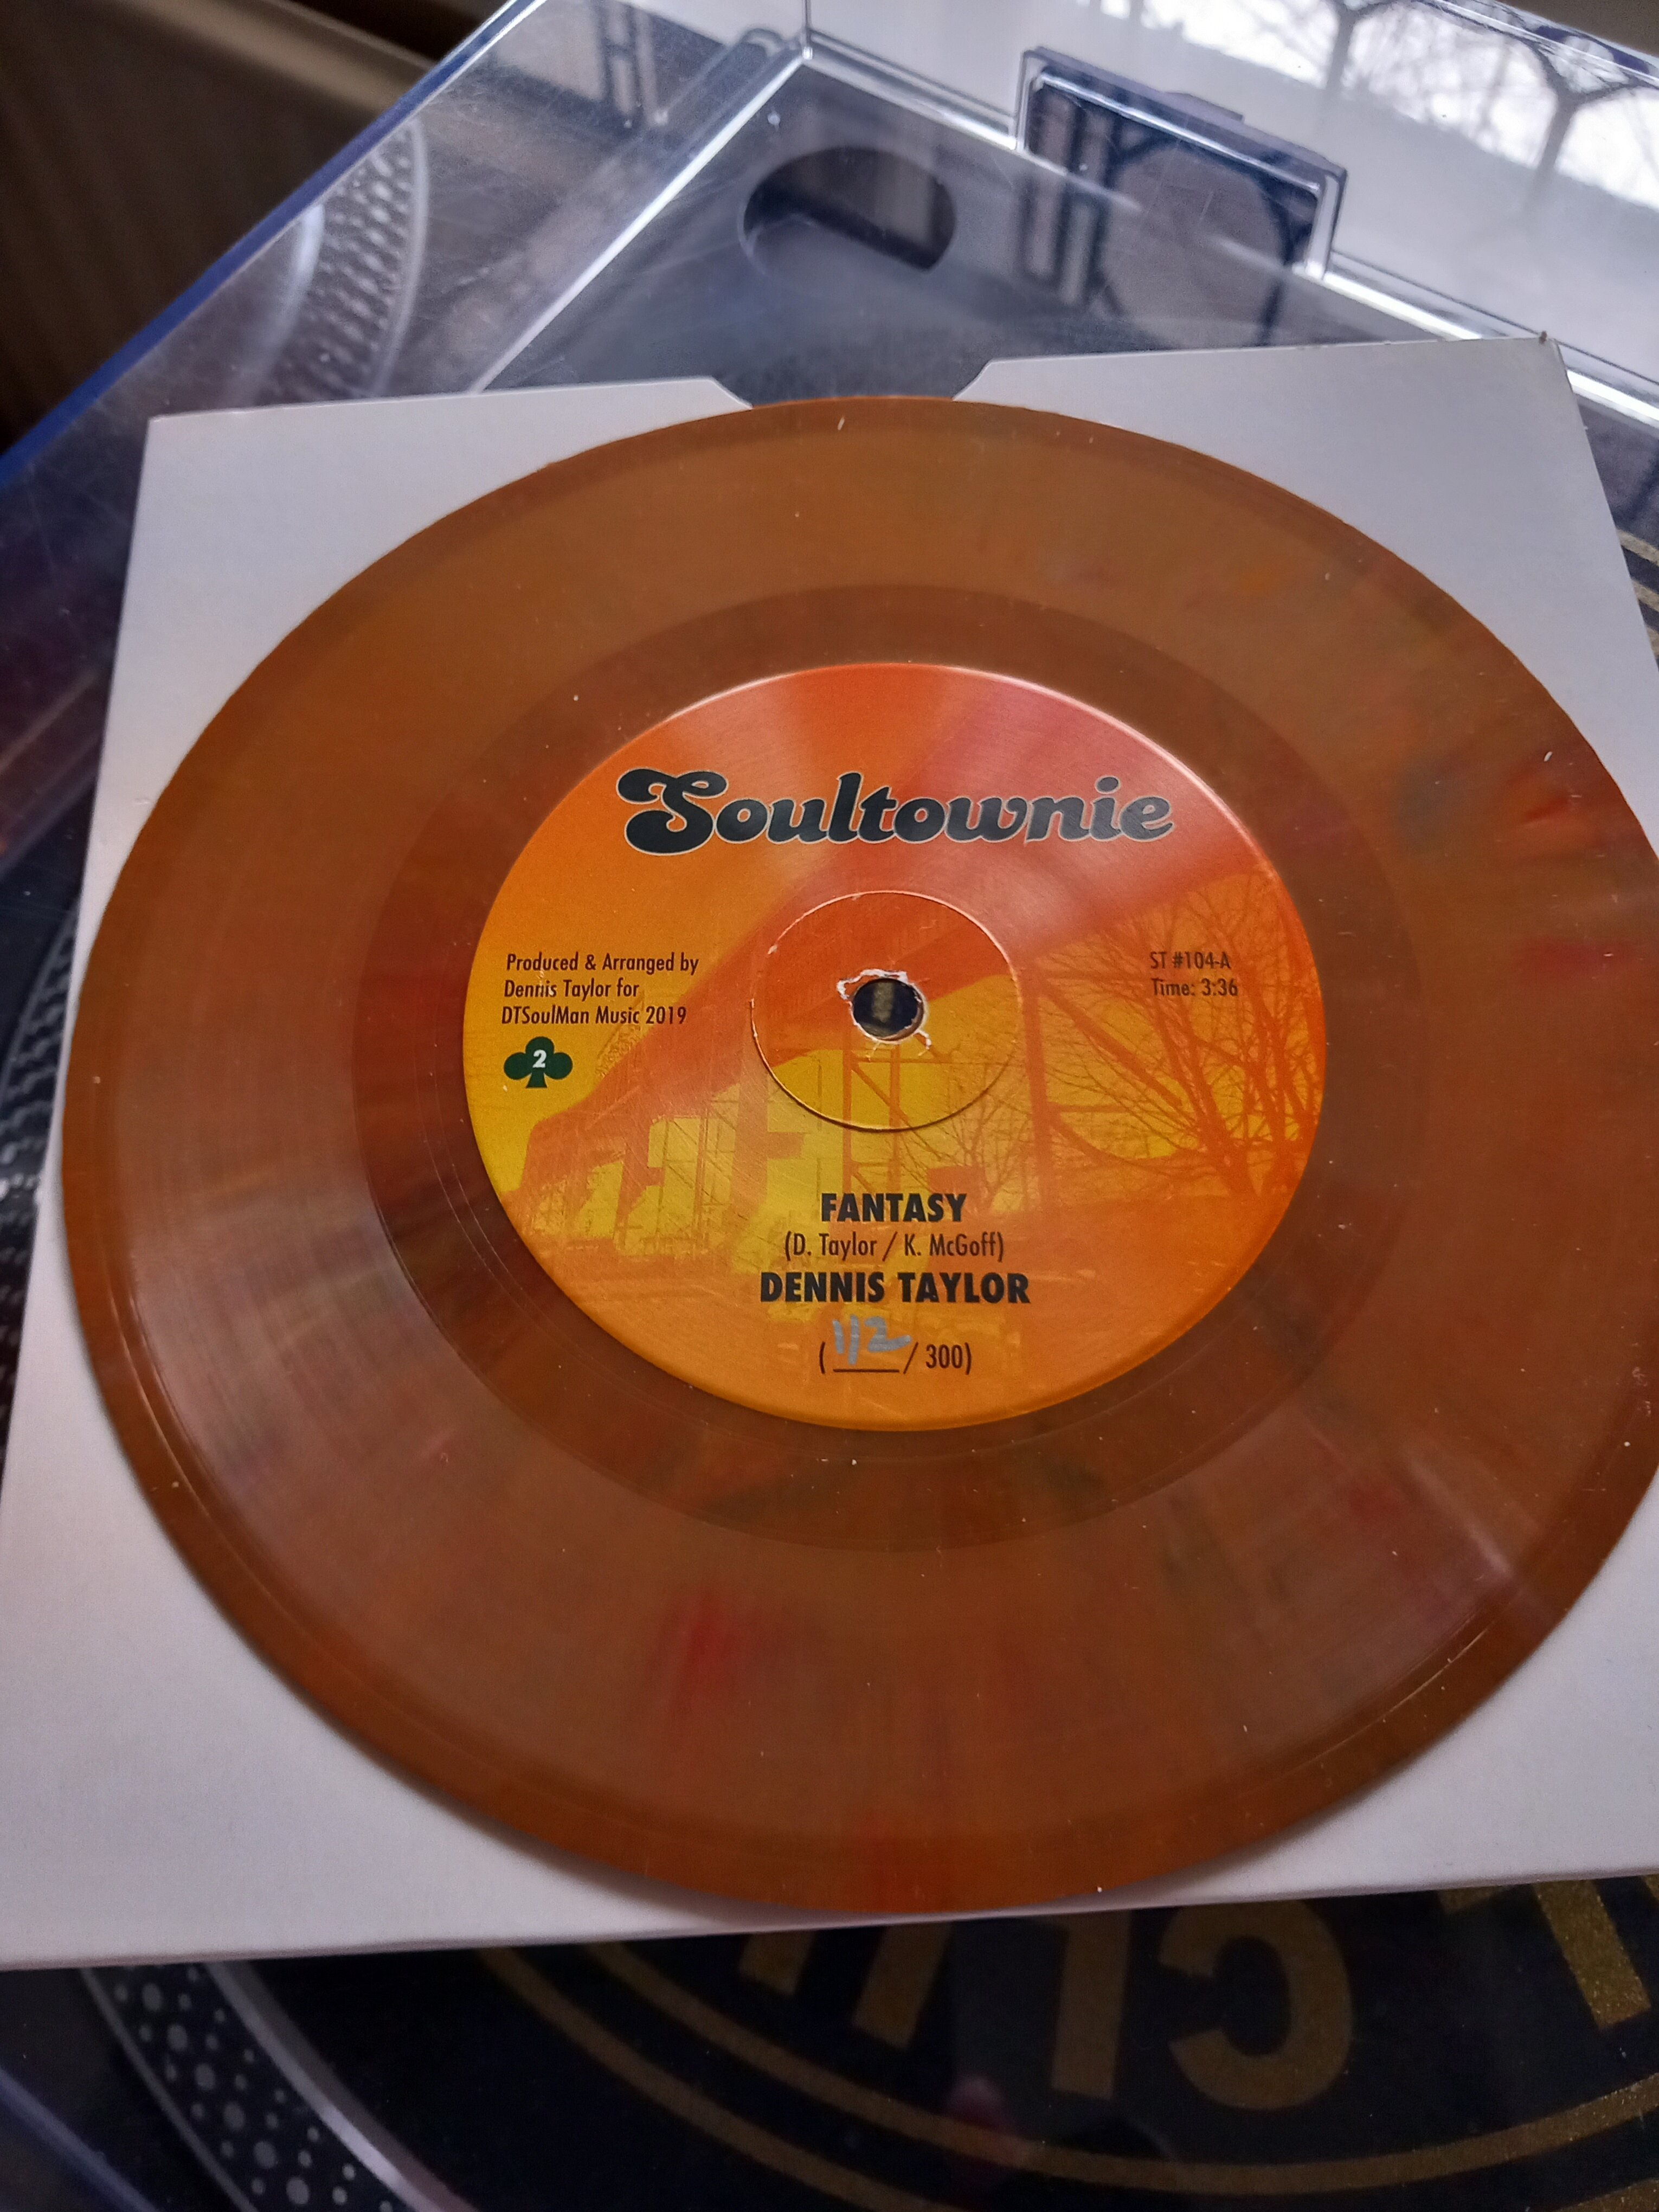 Soultownie
Produced & Arranged by
Dennis Taylor for
DTSoulMan Music 2019
2
ST #104-A
Time: 3:36
FANTASY
(D. Taylor / K. McGoff)
DENNIS TAYLOR
(112/ 300)